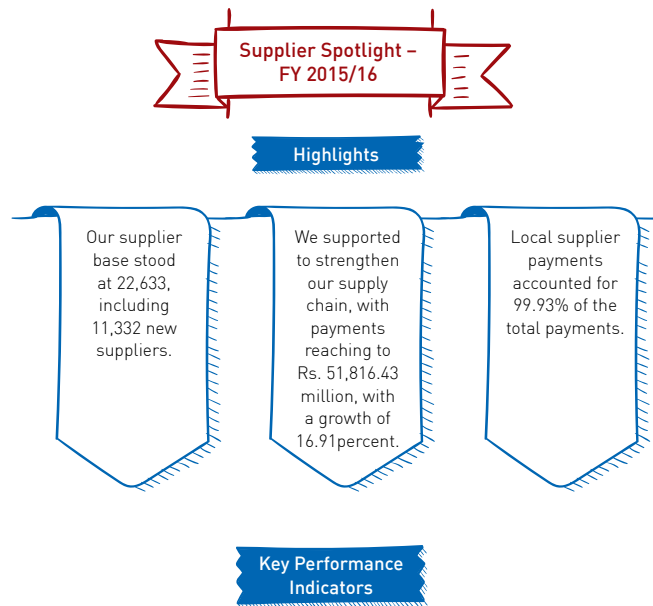 Supplier Spotlight –
FY 2015/16
Highlights
Our supplier
base stood
at 22,633,
including
11,332 new
suppliers.
We supported
to strengthen
our supply
chain, with
payments
reaching to
Rs. 51,816.43
million, with
a growth of
16.91percent.
Local supplier
payments
accounted for
99.93% of the
total payments.
Key Performance
Indicators